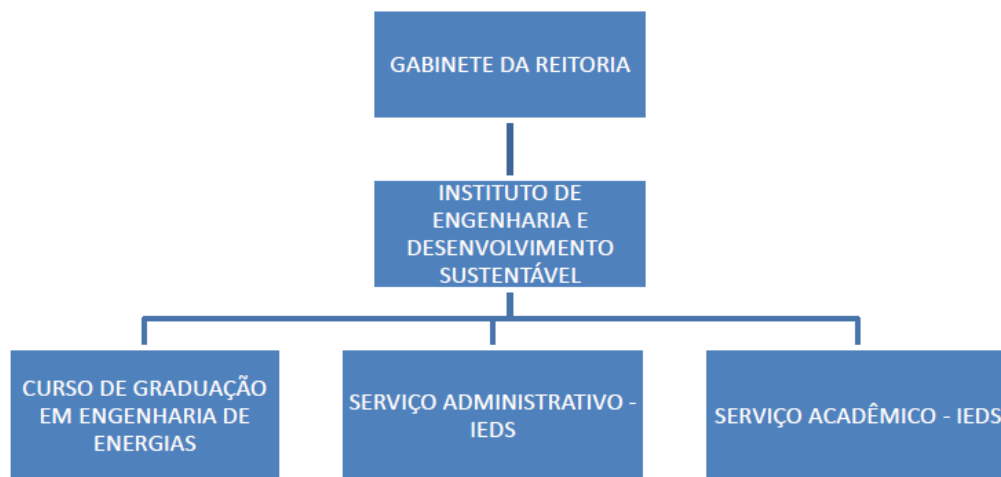 GABINETE DA REITORIA
INSTITUTO DE
ENGENHARIA E
DESENVOLVIMENTO
SUSTENTÁVEL
CURSO DE GRADUAÇÃO
EM ENGENHARIA DE
ENERGIAS
SERVIÇO ADMINISTRATIVO -
IEDS
SERVIÇO ACADÊMICO - IEDS